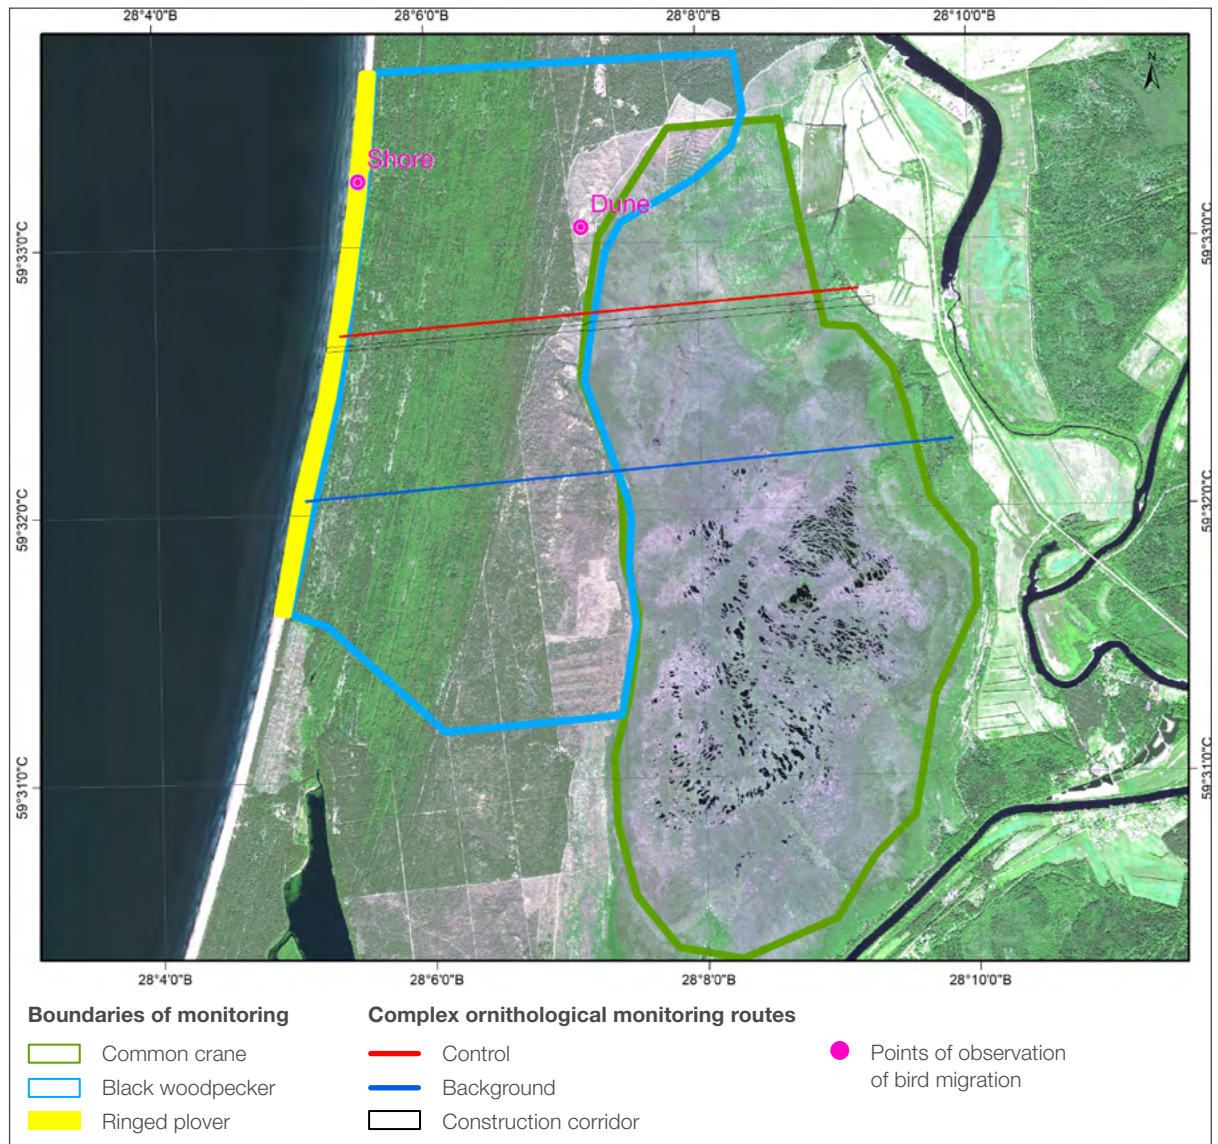 28°4'0"B
28°6'0"B
28°8'0"B
28°10'0"B
N
Shore
Dune
59°33'0"C
59°33'0"C
59°32'0"C
59°32'0"C
59°31'0"C
59°31'0"C
28°4'0"B
28°6'0"B
28°8'0"B
28°10'0"B
Boundaries of monitoring
Common crane
Black woodpecker
Ringed plover
Complex ornithological monitoring routes
Control
Background
Construction corridor
Points of observation
of bird migration